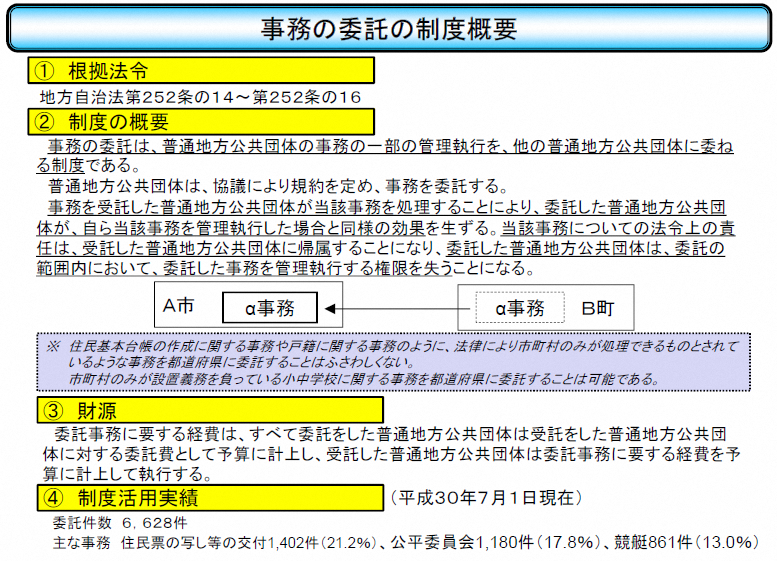 事務の委託の制度概要
① 根拠法令
地方自治法第252条の14～第252条の16
② 制度の概要
事務の委託は、普通地方公共団体の事務の一部の管理執行を、他の普通地方公共団体に委ね
る制度である。
普通地方公共団体は、協議により規約を定め、事務を委託する。
事務を受託した普通地方公共団体が当該事務を処理することにより、委託した普通地方公共団
体が、自ら当該事務を管理執行した場合と同様の効果を生ずる。当該事務についての法令上の責
任は、受託した普通地方公共団体に帰属することになり、委託した普通地方公共団体は、委託の
範囲内において、委託した事務を管理執行する権限を失うことになる。
A市 α事務 α事務 B町
※ 住民基本台帳の作成に関する事務や戸籍に関する事務のように、法律により市町村のみが処理できるものとされて
いるような事務を都道府県に委託することはふさわしくない。
市町村のみが設置義務を負っている小中学校に関する事務を都道府県に委託することは可能である。
③ 財源
委託事務に要する経費は、すべて委託をした普通地方公共団体は受託をした普通地方公共団
体に対する委託費として予算に計上し、受託した普通地方公共団体は委託事務に要する経費を予
算に計上して執行する。
④ 制度活用実績 （平成30年7月1日現在）
委託件数 6，628件
主な事務 住民票の写し等の交付1,402件（21.2%）、公平委員会1,180件（17.8%）、競艇861件（13.0%）